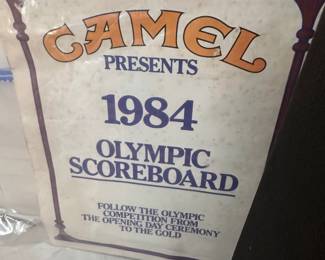 CAMEL
PRESENTS
1984
OLYMPIC
SCOREBOARD
FOLLOW THE OLYMPIC
COMPETITION FROM
THE OPENING DAY CEREMONY
TO THE GOLD